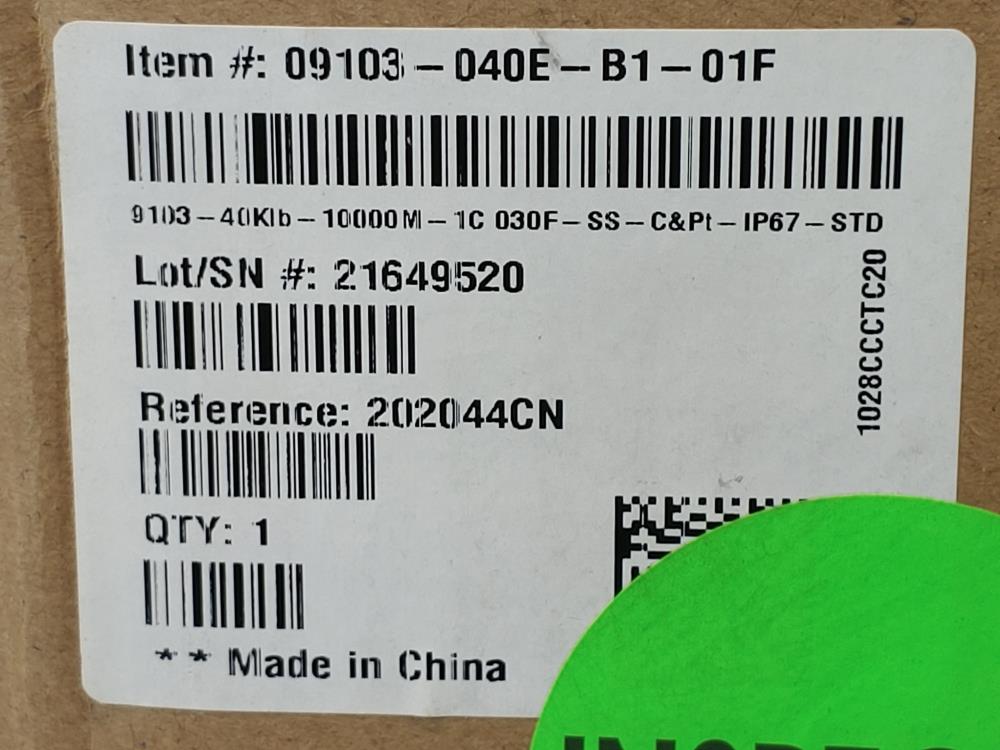 Item #: 09103-040E-B1-01F
9103-40Klb-10000MI-1C 030F-SS-C&Pt-IP67-STD
Lot/SN #: 21649520
1028CCCTC20
Reference: 202044CN
QTY: 1
** Made in China